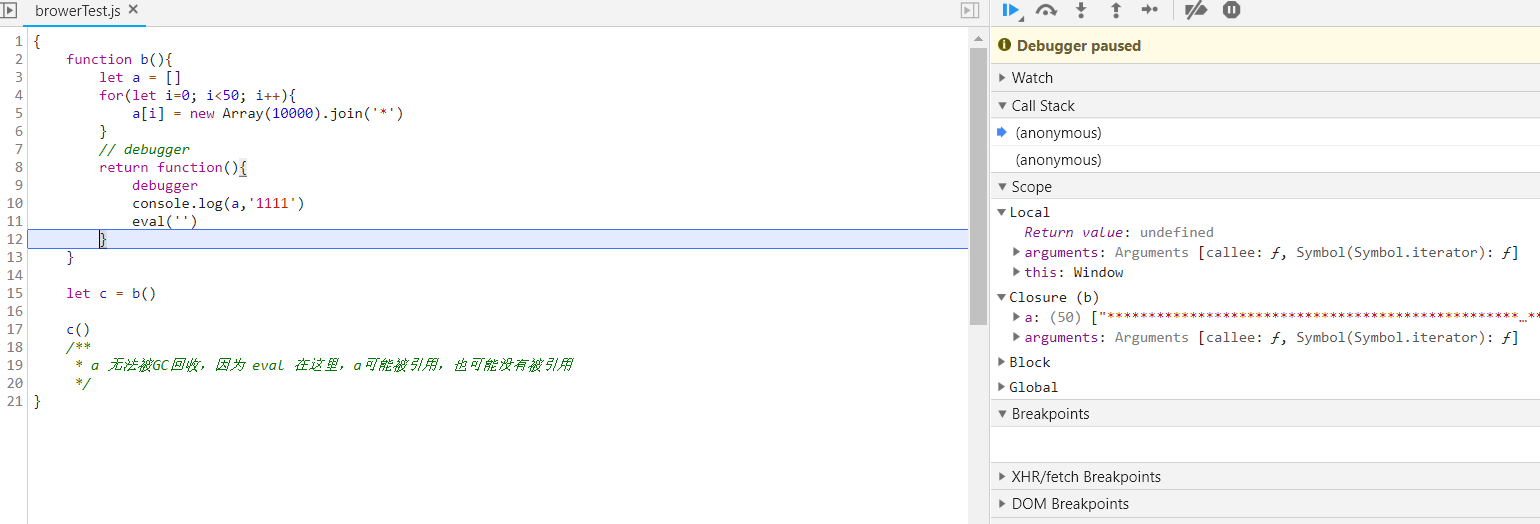 browerTest.js ×
1 {
2 function b(){
3 let a = []
4 for(let i=0; i<50; i++){
5 a[i] = new Array(10000).join('*')
6 }
7 // debugger
8 return function(){
9 debugger
10 console.log(a,'1111')
11 eval('')
12 }
13 }
14
15 let c = b()
16
17 c()
18 /**
19 * a 无法被GC回收，因为 eval 在这里，a可能被引用，也可能没有被引用
20 */
21 }
Debugger paused
Watch
Call Stack
(anonymous)
(anonymous)
Scope
Local
Return value: undefined
arguments: Arguments [callee: ƒ, Symbol(Symbol.iterator): ƒ]
this: Window
Closure (b)
a: (50) ["**************************************************…**
arguments: Arguments [callee: ƒ, Symbol(Symbol.iterator): ƒ]
Block
Global
Breakpoints
XHR/fetch Breakpoints
DOM Breakpoints